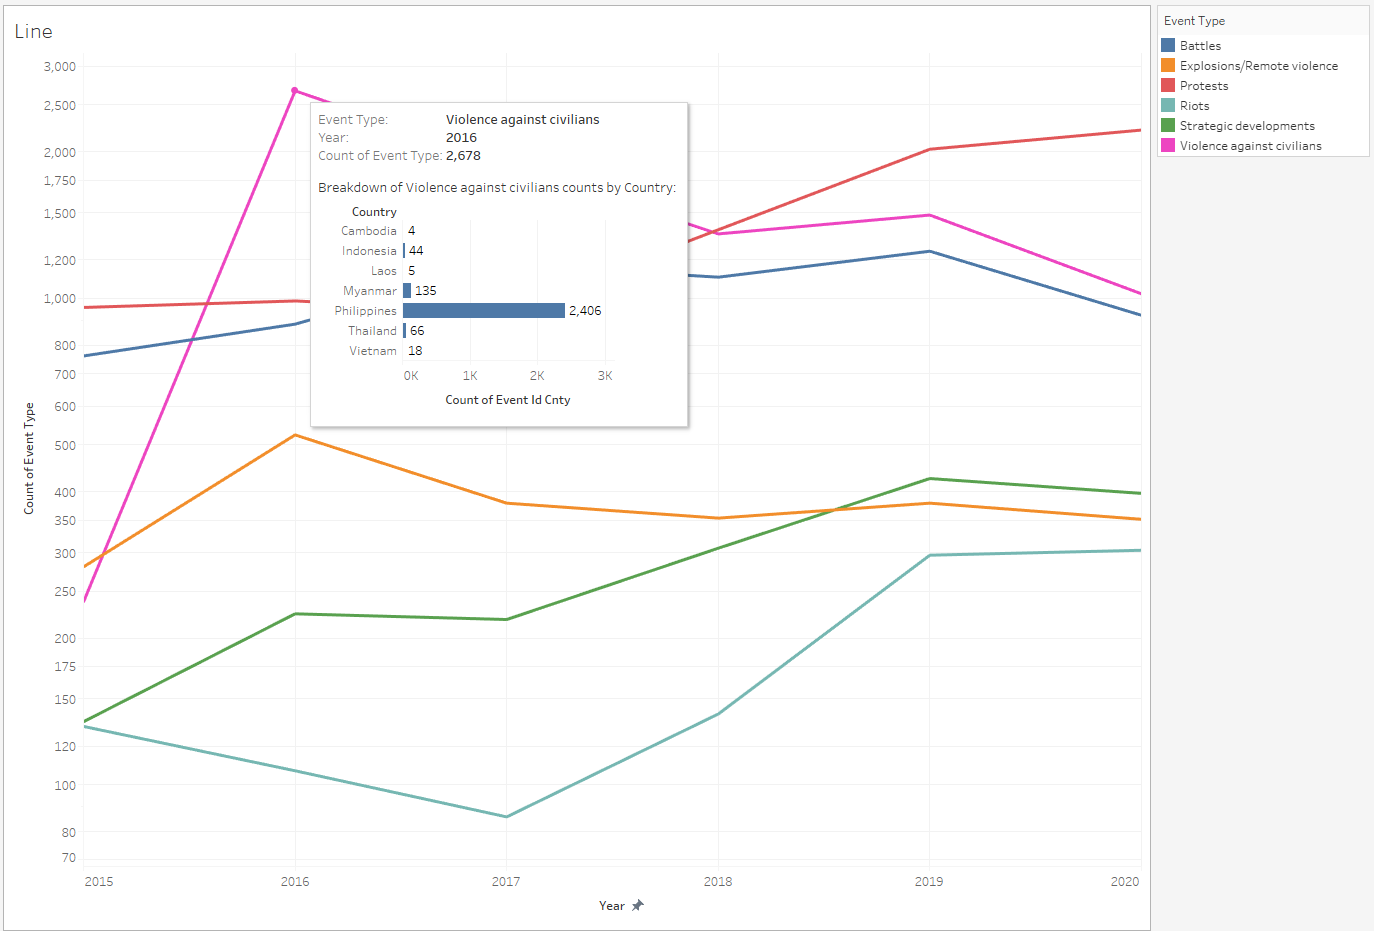 Line
Event Type
Battles
Explosions/Remote violence
Protests
Riots
Strategic developments
Violence against civilians
Count of Event Type
3,000
2,500
2,000
1,750
1,500
1,200
1,000
800
700
600
500
400
350
300
250
200
175
150
120
100
80
70
Event Type: Violence against civilians
Year: 2016
Count of Event Type: 2,678
Breakdown of Violence against civilians counts by Country:
Country
Cambodia 4
Indonesia 44
Laos 5
Myanmar 135
Philippines 2,406
Thailand 66
Vietnam 18
0K 1K 2K 3K
Count of Event Id Cnty
2015 2016 2017 2018 2019 2020
Year